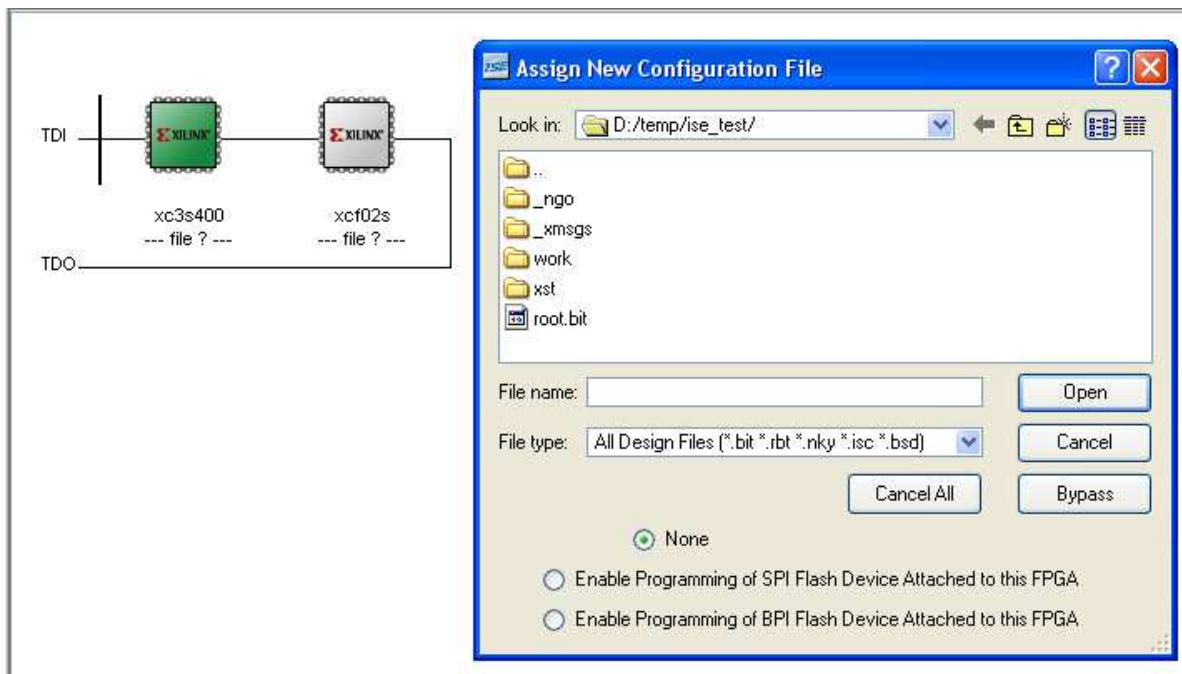 TDI
XILINX
XILINX
xc3s400
--- file ? ---
xcf02s
--- file ? ---
TDO
ISE Assign New Configuration File
Look in: D:/temp/ise_test/
..
_ngo
_xmsgs
work
xst
root.bit
File name:
Open
File type: All Design Files (*.bit *.rbt *.nky *.isc *.bsd)
Cancel
Cancel All
Bypass
None
Enable Programming of SPI Flash Device Attached to this FPGA
Enable Programming of BPI Flash Device Attached to this FPGA